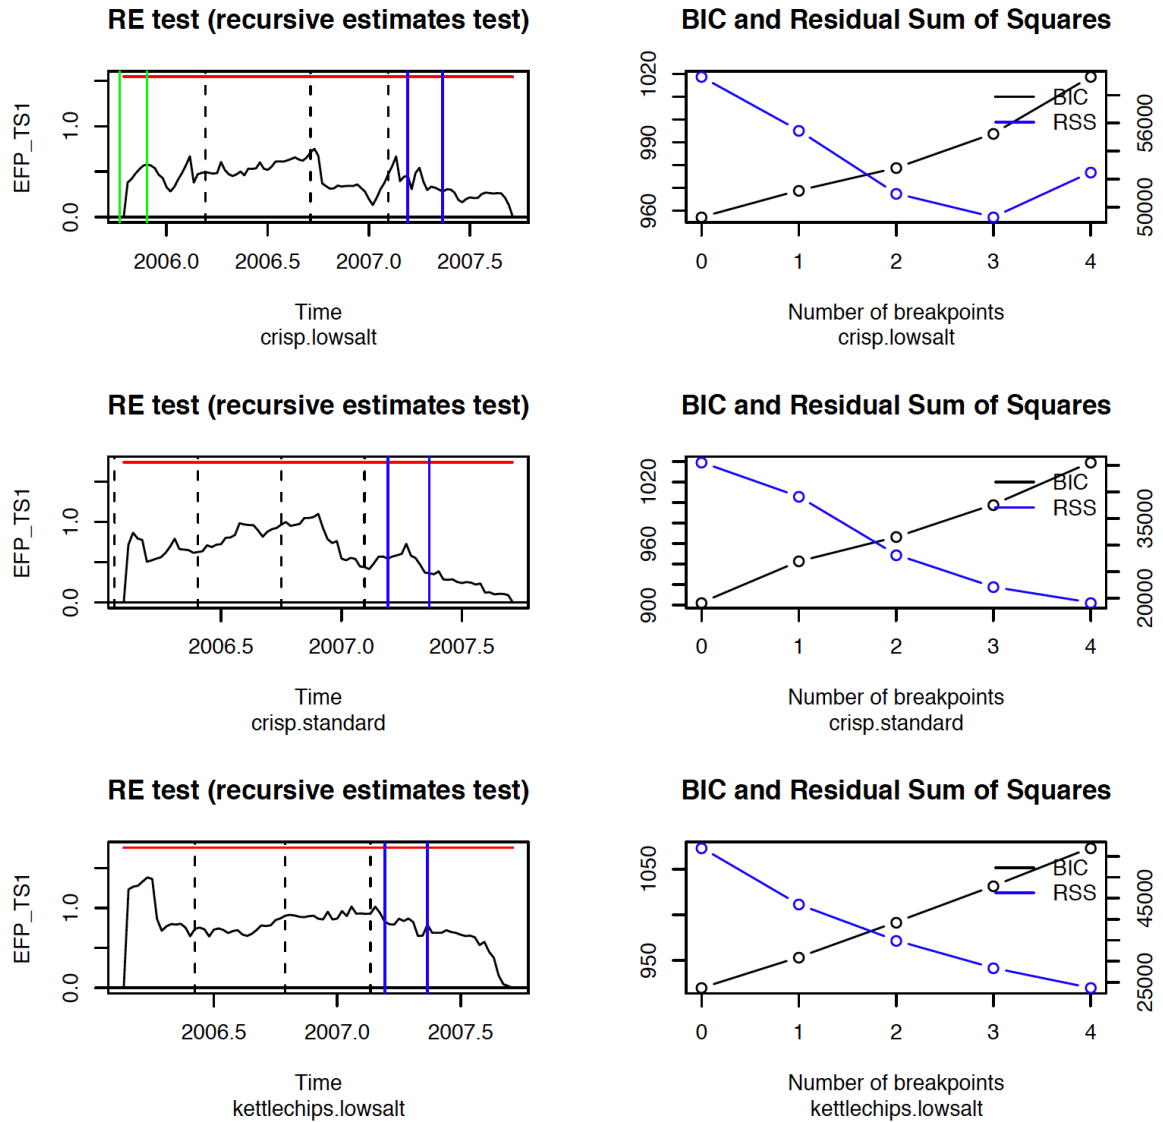 RE test (recursive estimates test)
EFP_TS1
0.0
1.0
2006.0
2006.5
2007.0
2007.5
Time
crisp.lowsalt
BIC and Residual Sum of Squares
960
990
1020
50000
56000
BIC
RSS
0
1
2
3
4
Number of breakpoints
crisp.lowsalt
RE test (recursive estimates test)
EFP_TS1
0.0
1.0
2006.5
2007.0
2007.5
Time
crisp.standard
BIC and Residual Sum of Squares
900
960
1020
20000
35000
BIC
RSS
0
1
2
3
4
Number of breakpoints
crisp.standard
RE test (recursive estimates test)
EFP_TS1
0.0
1.0
2006.5
2007.0
2007.5
Time
kettlechips.lowsalt
BIC and Residual Sum of Squares
950
1050
25000
45000
BIC
RSS
0
1
2
3
4
Number of breakpoints
kettlechips.lowsalt